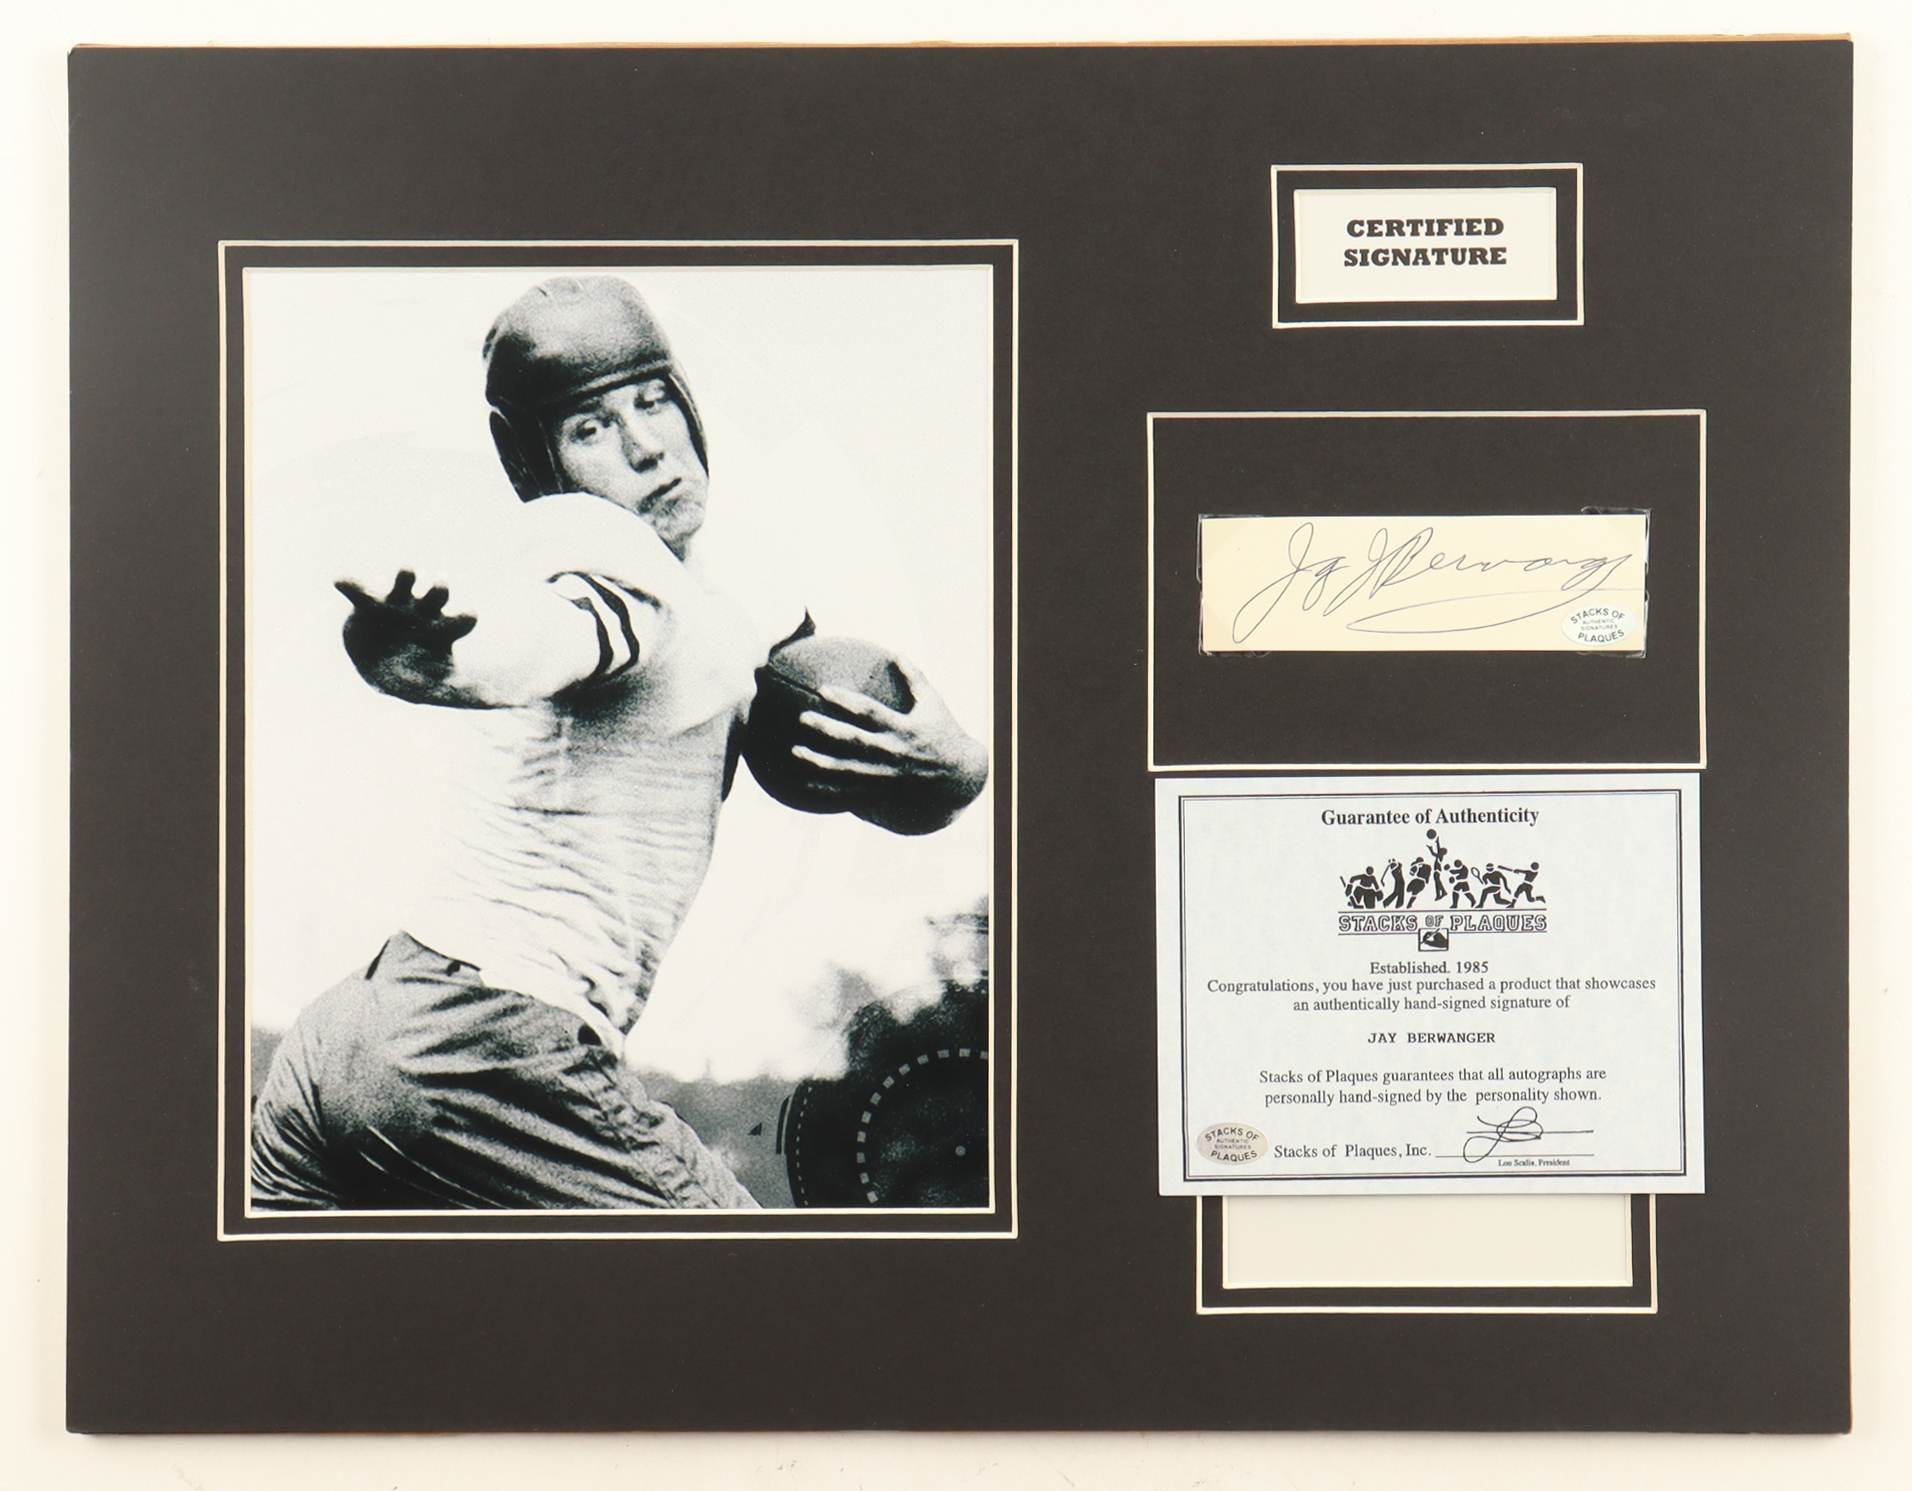 CERTIFIED
SIGNATURE
Jay Berwanger
STACKS OF
AUTHENTIC
SIGNATURES
PLAQUES
Guarantee of Authenticity
STACKS OF PLAQUES
Established. 1985
Congratulations, you have just purchased a product that showcases
an authentically hand-signed signature of
JAY BERWANGER
Stacks of Plaques guarantees that all autographs are
personally hand-signed by the personality shown.
STACKS OF
AUTHENTIC
SIGNATURES
PLAQUES
Stacks of Plaques, Inc.
Lou Scalia, President